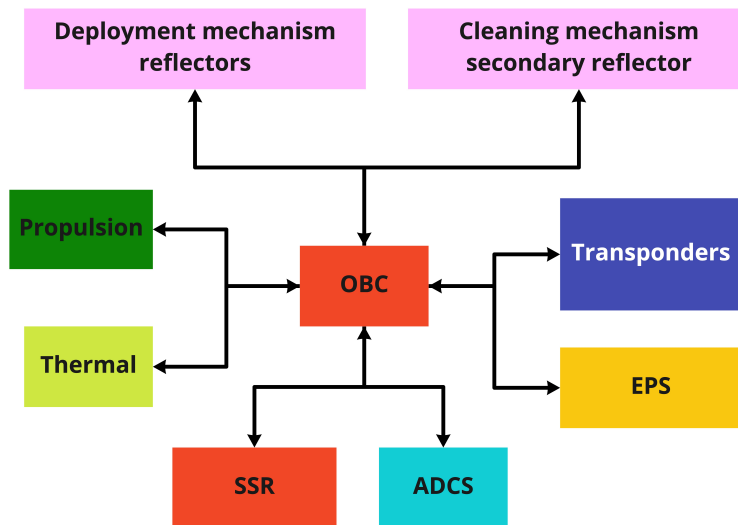 Deployment mechanism
reflectors
Cleaning mechanism
secondary reflector
Propulsion
Transponders
OBC
Thermal
EPS
SSR
ADCS